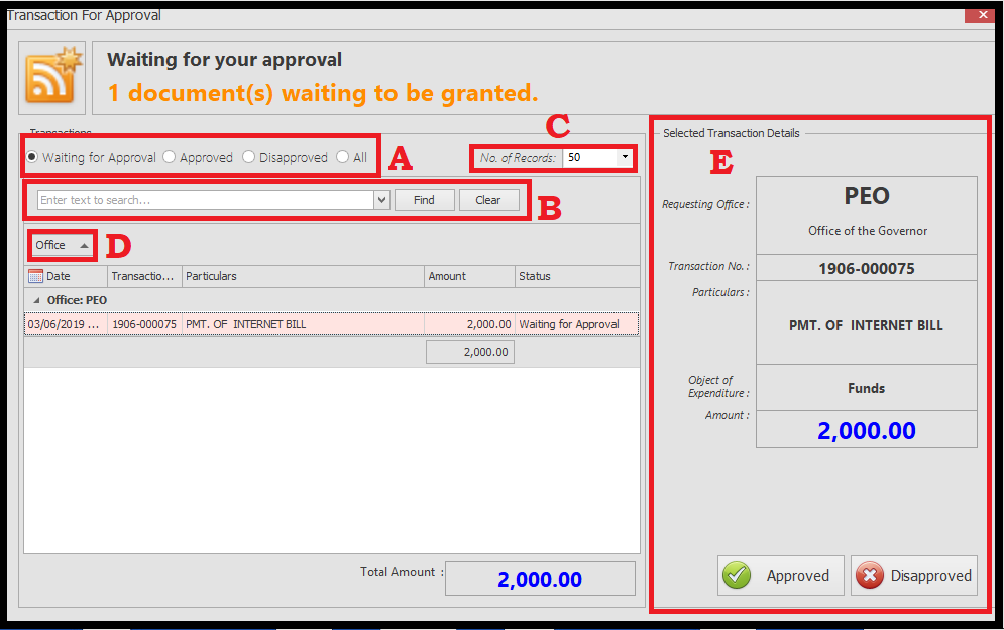 Transaction For Approval
Waiting for your approval
1 document(s) waiting to be granted.
Transactions
Waiting for Approval Approved Disapproved All
A
No. of Records: 50
C
Enter text to search... Find Clear
B
Office
D
Date Transactio... Particulars Amount Status
Office: PEO
03/06/2019 ... 1906-000075 PMT. OF INTERNET BILL 2,000.00 Waiting for Approval
2,000.00
Total Amount : 2,000.00
Selected Transaction Details
E
Requesting Office : PEO
Office of the Governor
Transaction No. : 1906-000075
Particulars :
PMT. OF INTERNET BILL
Object of
Expenditure : Funds
Amount : 2,000.00
Approved Disapproved